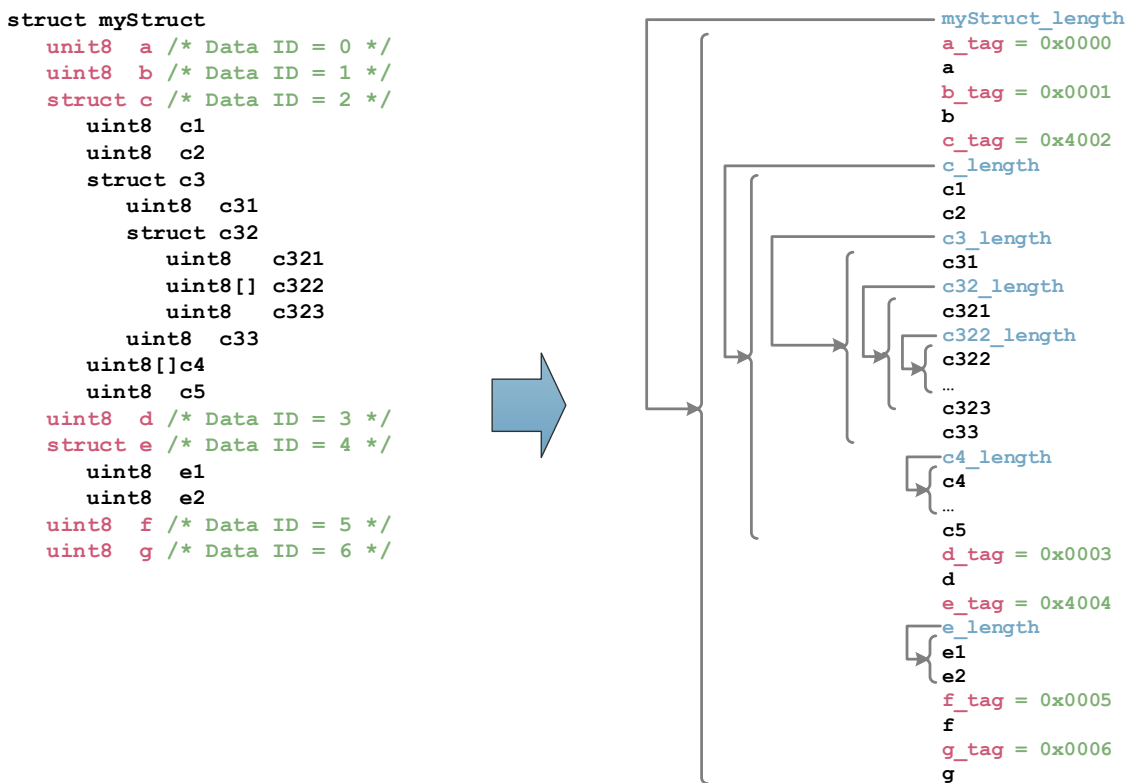 struct myStruct
unit8 a /* Data ID = 0 */
uint8 b /* Data ID = 1 */
struct c /* Data ID = 2 */
uint8 c1
uint8 c2
struct c3
uint8 c31
struct c32
uint8 c321
uint8[] c322
uint8 c323
uint8 c33
uint8[]c4
uint8 c5
uint8 d /* Data ID = 3 */
struct e /* Data ID = 4 */
uint8 e1
uint8 e2
uint8 f /* Data ID = 5 */
uint8 g /* Data ID = 6 */
myStruct_length
a_tag = 0x0000
a
b_tag = 0x0001
b
c_tag = 0x4002
c_length
c1
c2
c3_length
c31
c32_length
c321
c322_length
c322
…
c323
c33
c4_length
c4
…
c5
d_tag = 0x0003
d
e_tag = 0x4004
e_length
e1
e2
f_tag = 0x0005
f
g_tag = 0x0006
g